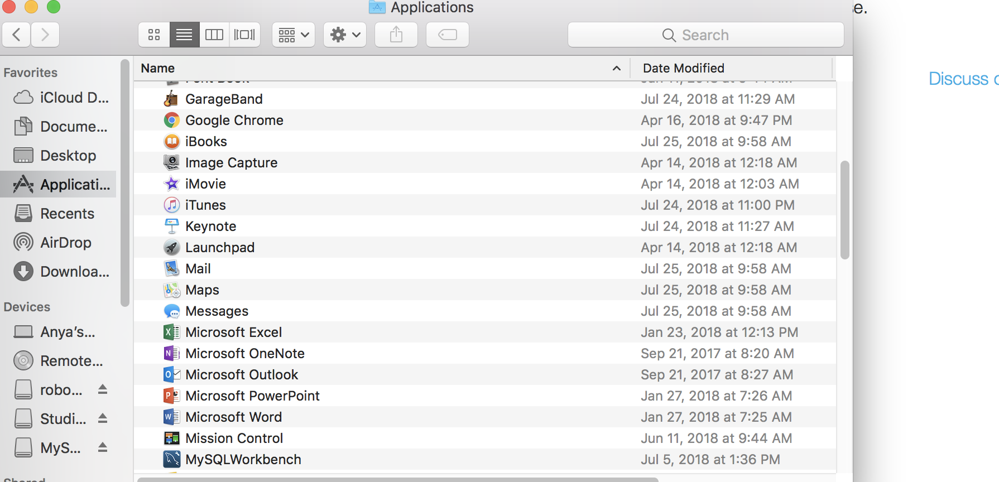 Applications
e.
Search
Favorites
iCloud D...
Docume...
Desktop
Applicati...
Recents
AirDrop
Downloa...
Devices
Anya’s...
Remote...
robo...
Studi...
MyS...
Shared
Name Date Modified
Font Book
GarageBand Jul 24, 2018 at 11:29 AM
Google Chrome Apr 16, 2018 at 9:47 PM
iBooks Jul 25, 2018 at 9:58 AM
Image Capture Apr 14, 2018 at 12:18 AM
iMovie Apr 14, 2018 at 12:03 AM
iTunes Jul 24, 2018 at 11:00 PM
Keynote Jul 24, 2018 at 11:27 AM
Launchpad Apr 14, 2018 at 12:18 AM
Mail Jul 25, 2018 at 9:58 AM
Maps Jul 25, 2018 at 9:58 AM
Messages Jul 25, 2018 at 9:58 AM
Microsoft Excel Jan 23, 2018 at 12:13 PM
Microsoft OneNote Sep 21, 2017 at 8:20 AM
Microsoft Outlook Sep 21, 2017 at 8:27 AM
Microsoft PowerPoint Jan 27, 2018 at 7:26 AM
Microsoft Word Jan 27, 2018 at 7:25 AM
Mission Control Jun 11, 2018 at 9:44 AM
MySQLWorkbench Jul 5, 2018 at 1:36 PM
Discuss